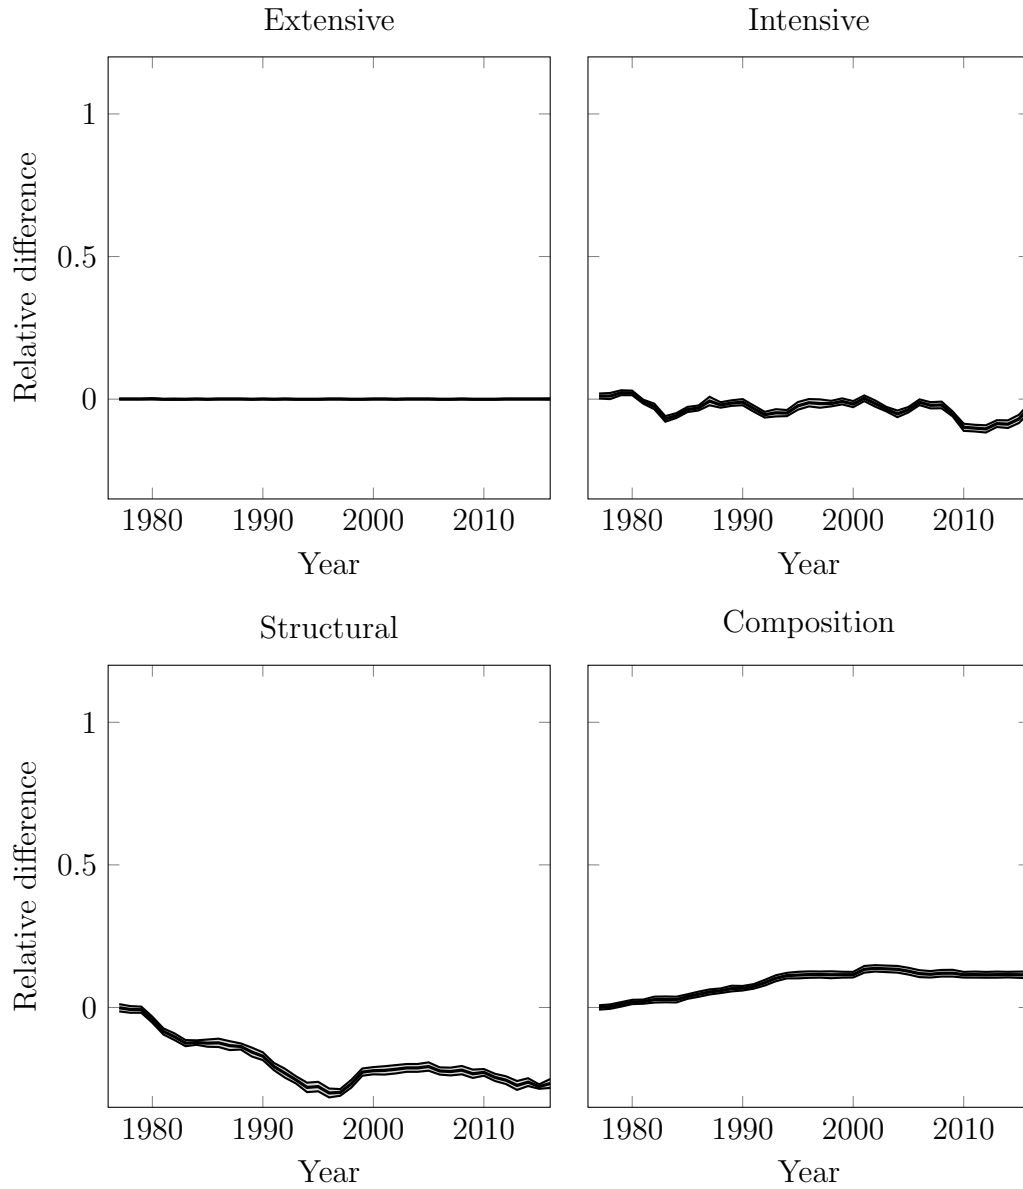 Extensive
Intensive
1
0.5
0
Relative difference
1980 1990 2000 2010
1980 1990 2000 2010
Year
Year
Structural
Composition
1
0.5
0
Relative difference
1980 1990 2000 2010
1980 1990 2000 2010
Year
Year